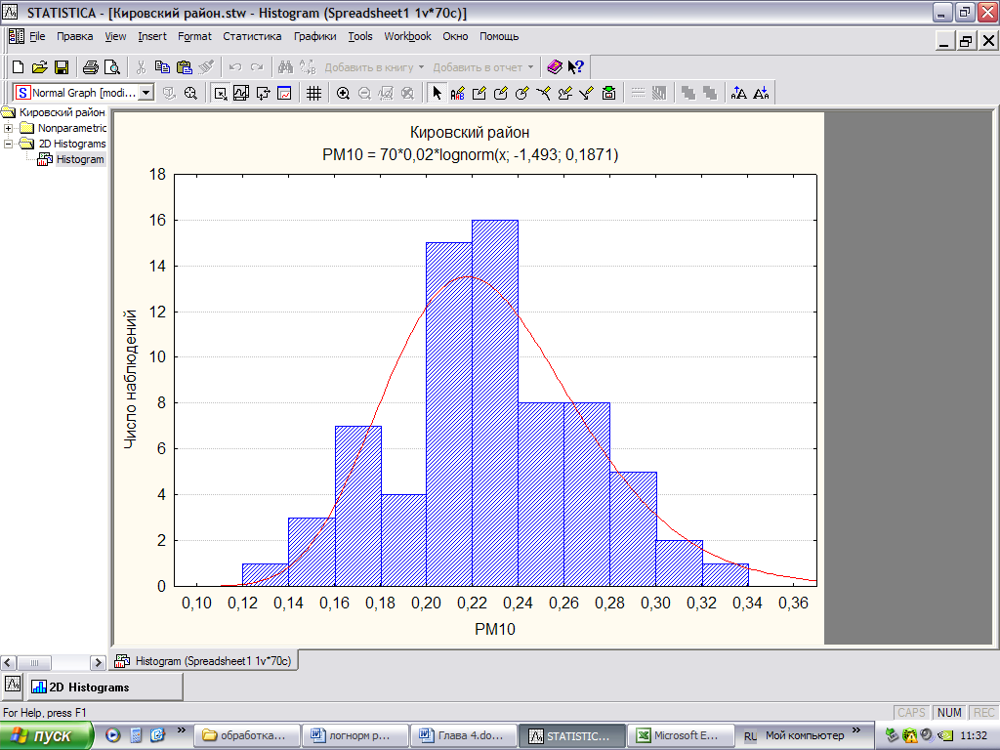 STATISTICA - [Кировский район.stw - Histogram (Spreadsheet1 1v*70c)]
File Правка View Insert Format Статистика Графики Tools Workbook Окно Помощь
Добавить в книгу Добавить в отчет
Normal Graph [modi...
Кировский район
Nonparametric
2D Histograms
Histogram
Кировский район
PM10 = 70*0,02*lognorm(x; -1,493; 0,1871)
18
16
14
12
10
8
6
4
2
0
Число наблюдений
0,10 0,12 0,14 0,16 0,18 0,20 0,22 0,24 0,26 0,28 0,30 0,32 0,34 0,36
PM10
Histogram (Spreadsheet1 1v*70c)
2D Histograms
For Help, press F1
CAPS NUM REC
пуск
обработка...
логнорм р...
Глава 4.do...
STATISTIC...
Microsoft E...
RU
Мой компьютер
11:32